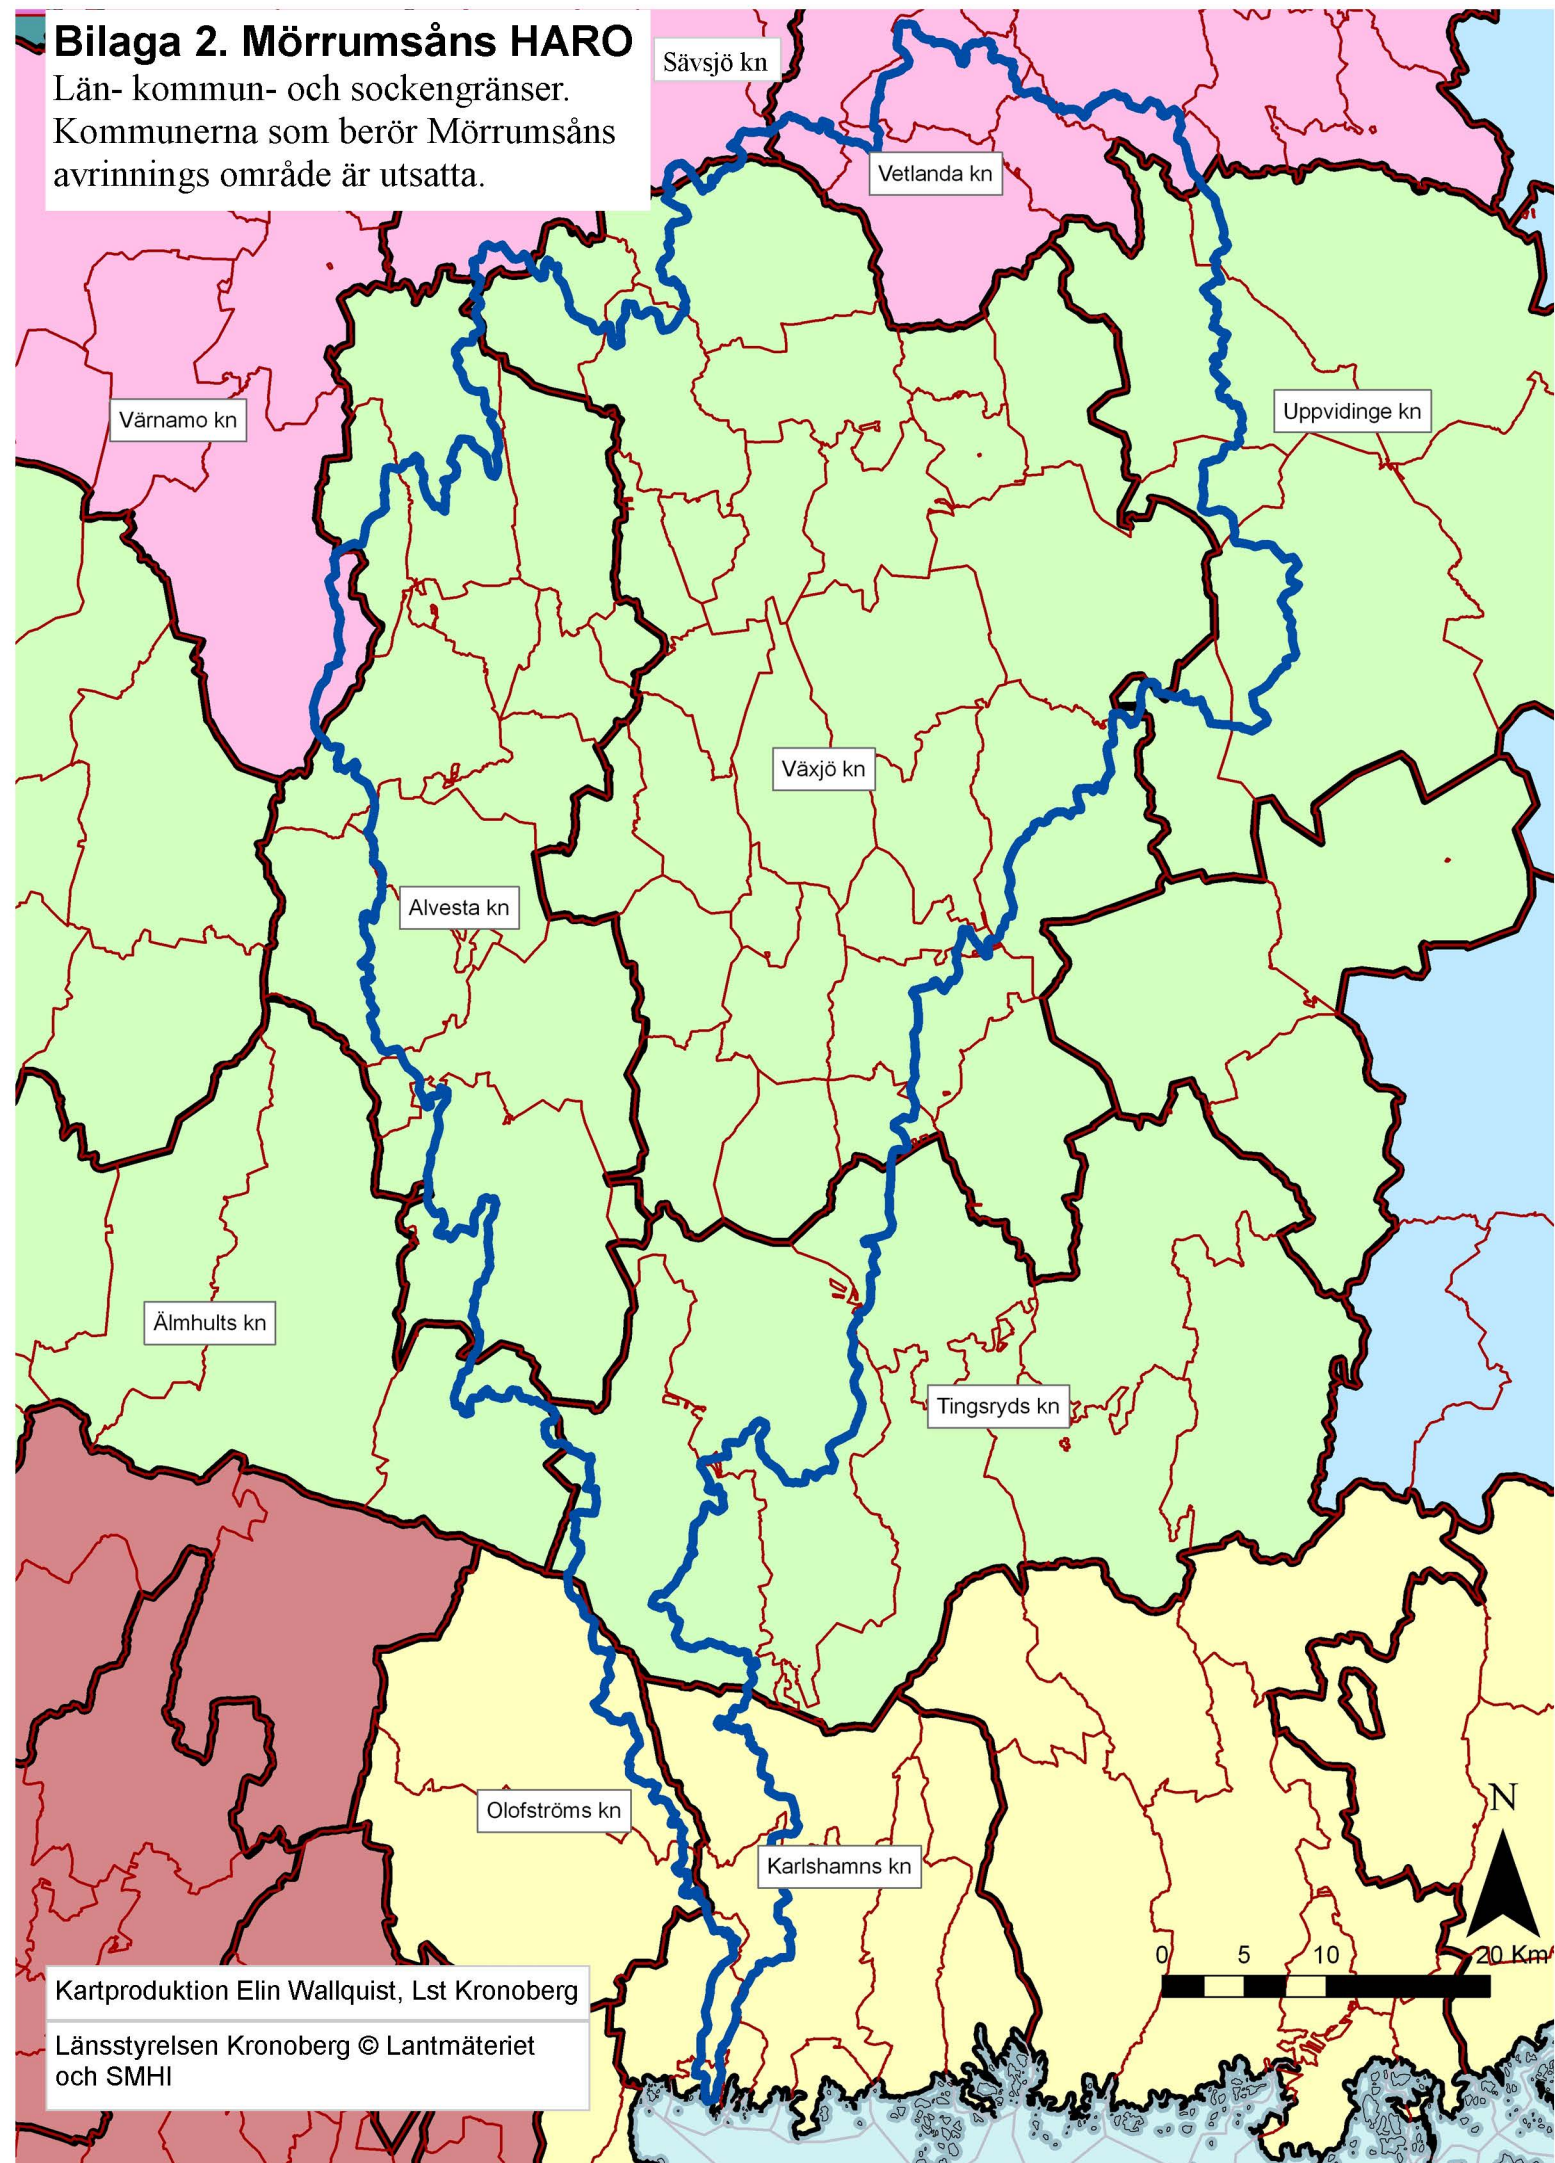 Bilaga 2. Mörrumsåns HARO
Län- kommun- och sockengränser.
Kommunerna som berör Mörrumsåns
avrinnings område är utsatta.
Sävsjö kn
Vetlanda kn
Uppvidinge kn
Värnamo kn
Växjö kn
Alvesta kn
Älmhults kn
Tingsryds kn
Olofströms kn
Karlshamns kn
N
0 5 10 20 Km
Kartproduktion Elin Wallquist, Lst Kronoberg
Länsstyrelsen Kronoberg © Lantmäteriet
och SMHI